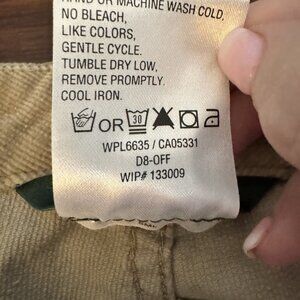 HAND OR MACHINE WASH COLD,
NO BLEACH,
LIKE COLORS,
GENTLE CYCLE.
TUMBLE DRY LOW,
REMOVE PROMPTLY.
COOL IRON.
OR 30
WPL6635 / CA05331
D8-OFF
WIP# 133009